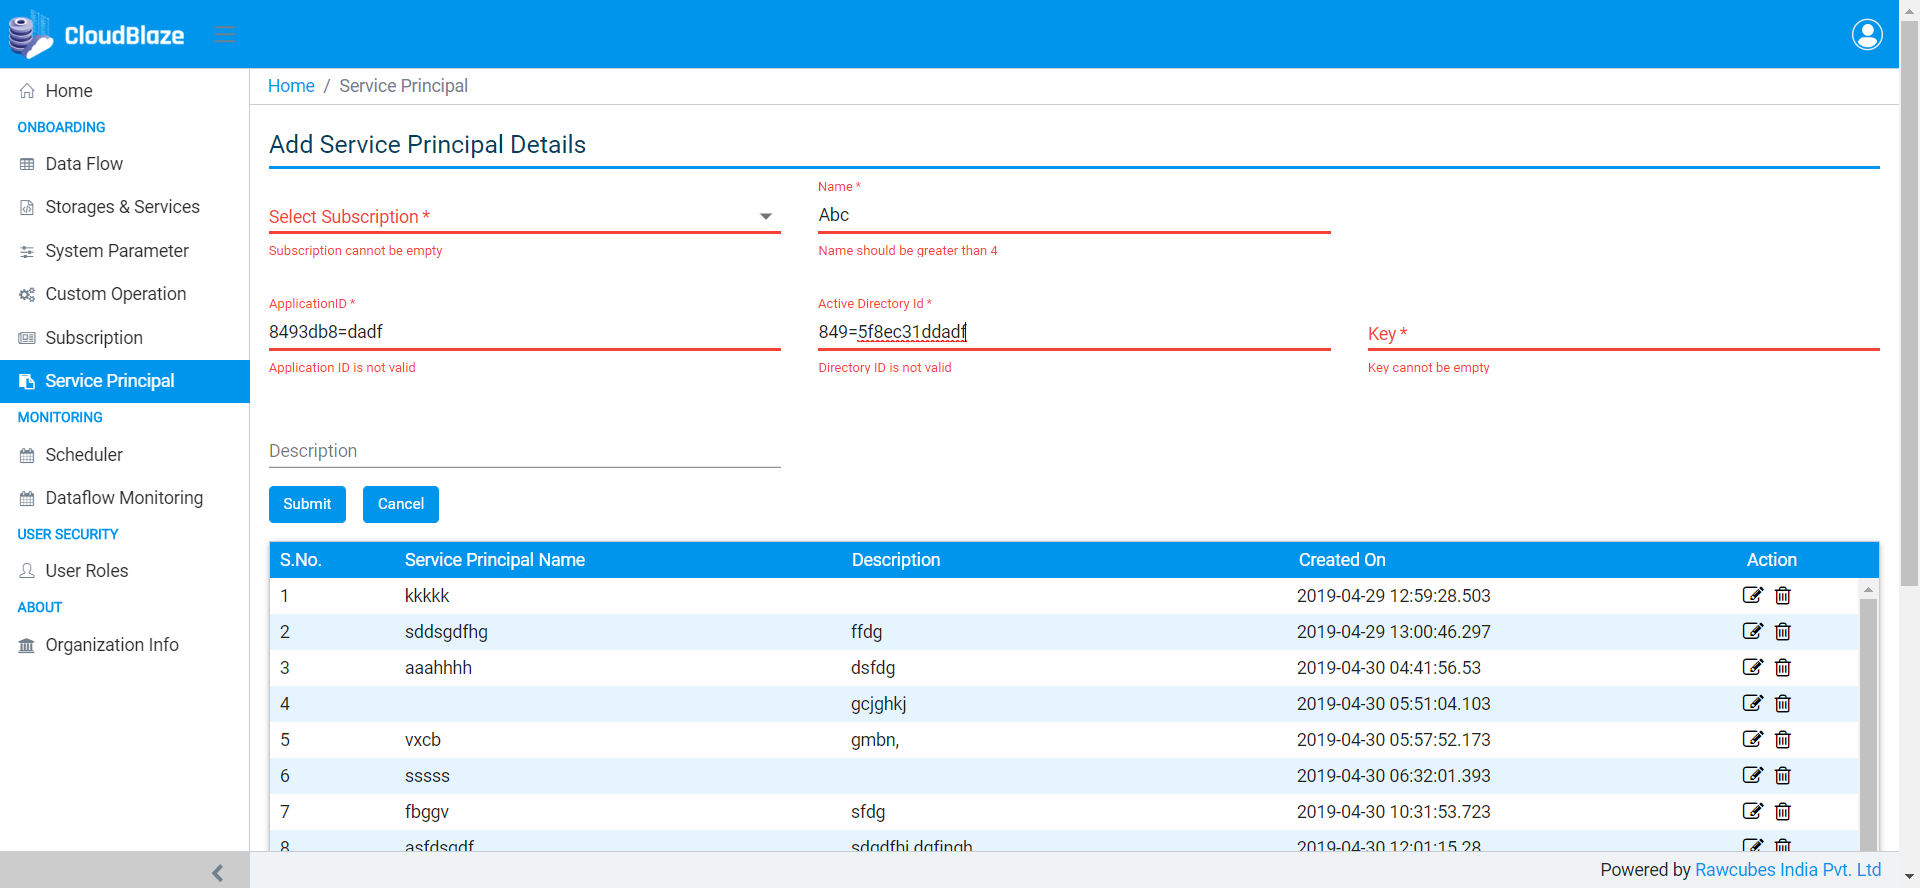 CloudBlaze
Home
ONBOARDING
Data Flow
Storages & Services
System Parameter
Custom Operation
Subscription
Service Principal
MONITORING
Scheduler
Dataflow Monitoring
USER SECURITY
User Roles
ABOUT
Organization Info
Home / Service Principal
Add Service Principal Details
Select Subscription *
Subscription cannot be empty
Name *
Abc
Name should be greater than 4
ApplicationID *
8493db8=dadf
Application ID is not valid
Active Directory Id *
849=5f8ec31ddadf
Directory ID is not valid
Key *
Key cannot be empty
Description
Submit Cancel
S.No. Service Principal Name Description Created On Action
1 kkkkk 2019-04-29 12:59:28.503
2 sddsgdfhg ffdg 2019-04-29 13:00:46.297
3 aaahhhh dsfdg 2019-04-30 04:41:56.53
4 gcjghkj 2019-04-30 05:51:04.103
5 vxcb gmbn, 2019-04-30 05:57:52.173
6 sssss 2019-04-30 06:32:01.393
7 fbggv sfdg 2019-04-30 10:31:53.723
8 asfdsgdf 2019-04-30 12:01:15.28
Powered by Rawcubes India Pvt. Ltd